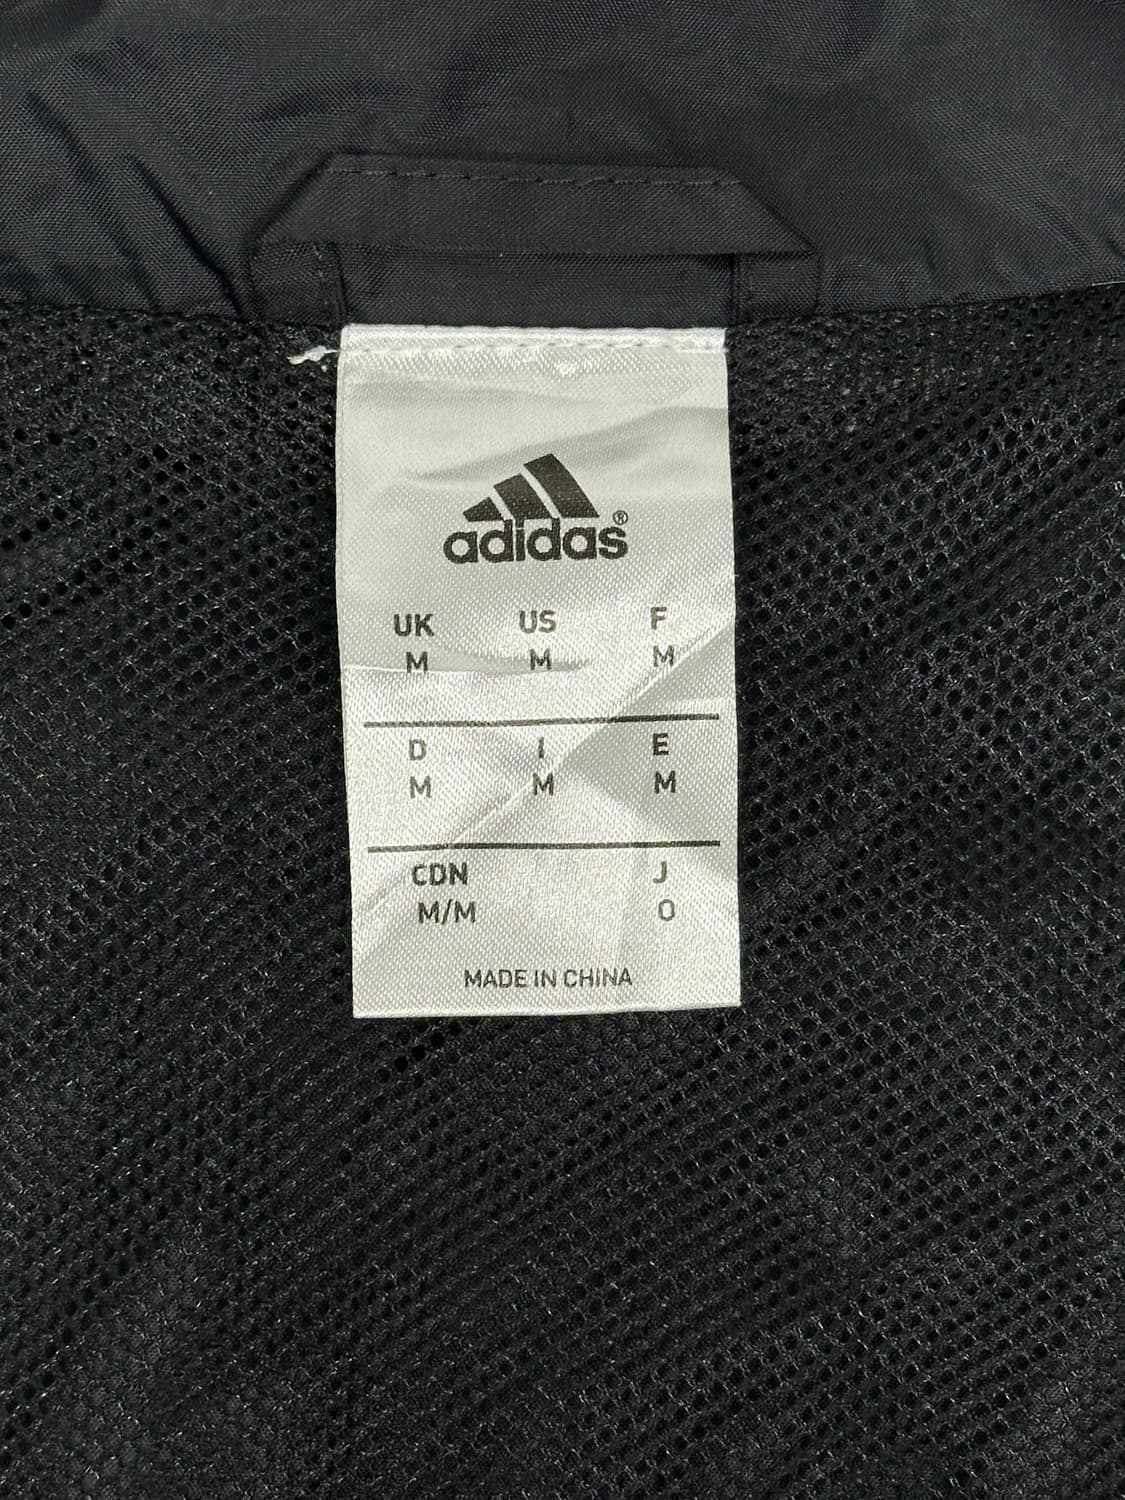 adidas®
UK US F
M M M
D I E
M M M
CDN J
M/M O
MADE IN CHINA